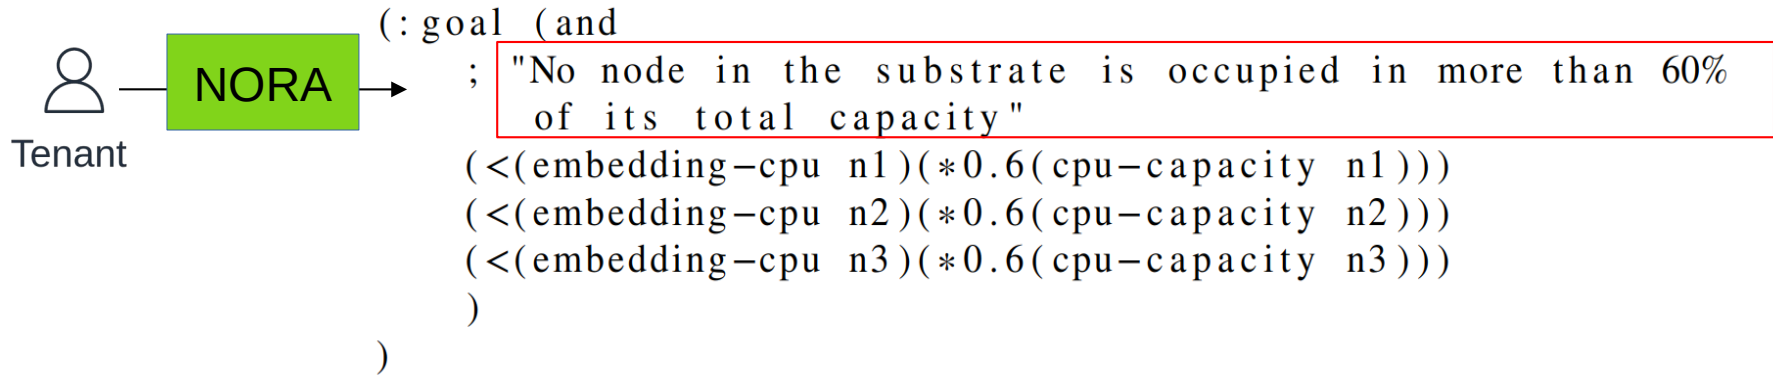 NORA
Tenant
(:goal (and
; "No node in the substrate is occupied in more than 60%
of its total capacity"
(<(embedding−cpu n1)(*0.6(cpu−capacity n1)))
(<(embedding−cpu n2)(*0.6(cpu−capacity n2)))
(<(embedding−cpu n3)(*0.6(cpu−capacity n3)))
)
)